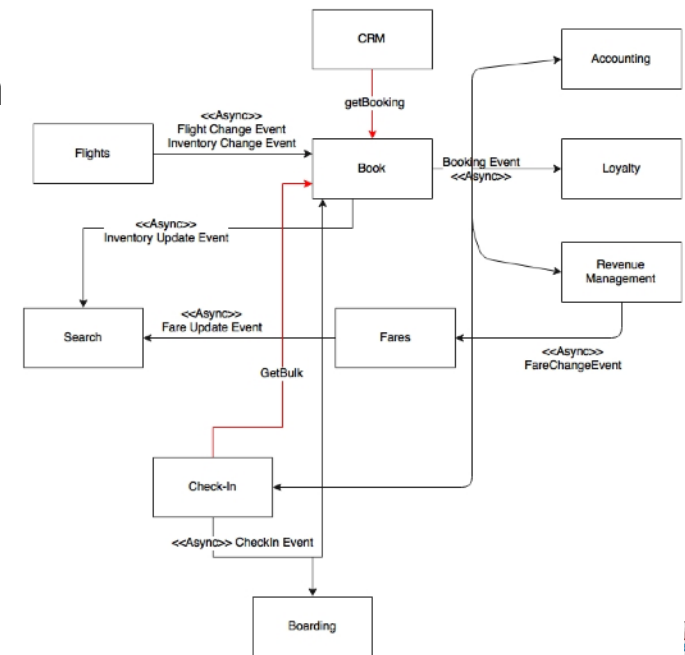 CRM
Accounting
getBooking
<<Async>>
Flight Change Event
Inventory Change Event
Flights
Book
Booking Event
<<Async>>
Loyalty
<<Async>>
Inventory Update Event
Revenue
Management
<<Async>>
Fare Update Event
Search
Fares
<<Async>>
FareChangeEvent
GetBulk
Check-In
<<Async>> CheckIn Event
Boarding